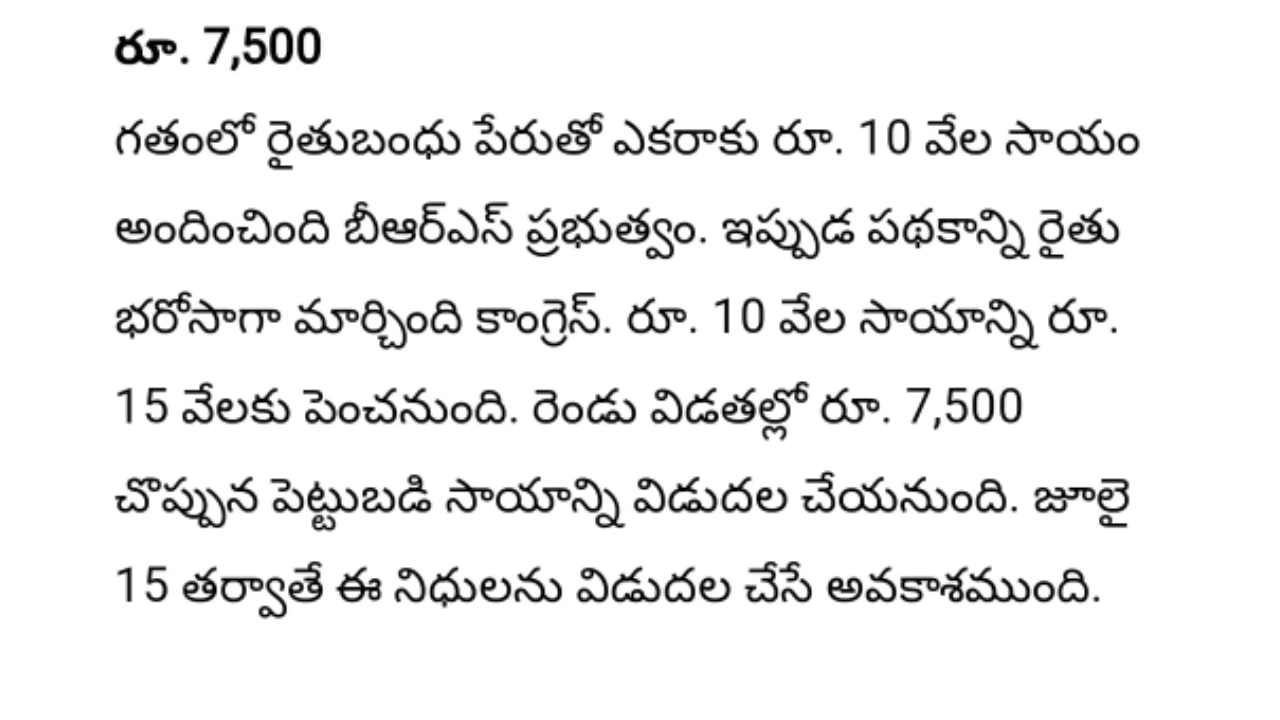 రూ. 7,500
గతంలో రైతుబంధు పేరుతో ఎకరాకు రూ. 10 వేల సాయం
అందించింది బీఆర్ఎస్ ప్రభుత్వం. ఇప్పుడ పథకాన్ని రైతు
భరోసాగా మార్చింది కాంగ్రెస్. రూ. 10 వేల సాయాన్ని రూ.
15 వేలకు పెంచనుంది. రెండు విడతల్లో రూ. 7,500
చొప్పున పెట్టుబడి సాయాన్ని విడుదల చేయనుంది. జూలై
15 తర్వాతే ఈ నిధులను విడుదల చేసే అవకాశముంది.